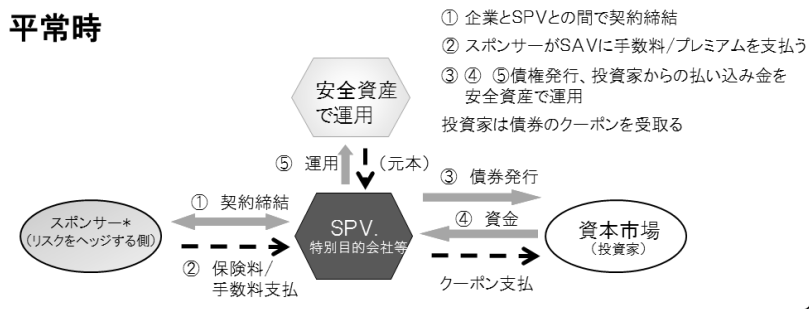 平常時
① 企業とSPVとの間で契約締結
② スポンサーがSAVに手数料/プレミアムを支払う
③ ④ ⑤債権発行、投資家からの払い込み金を
安全資産で運用
投資家は債券のクーポンを受取る
安全資産
で運用
⑤ 運用
(元本)
③ 債券発行
① 契約締結
スポンサー*
(リスクをヘッジする側)
SPV.
特別目的会社等
④ 資金
資本市場
(投資家)
② 保険料/
手数料支払
クーポン支払